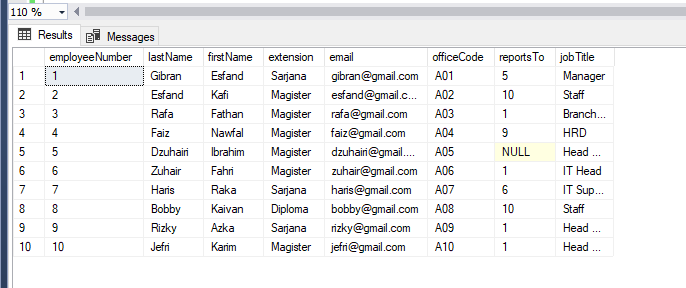 110 %
Results Messages
employeeNumber lastName firstName extension email officeCode reportsTo jobTitle
1 1 Gibran Esfand Sarjana gibran@gmail.com A01 5 Manager
2 2 Esfand Kafi Magister esfand@gmail.c... A02 10 Staff
3 3 Rafa Fathan Magister rafa@gmail.com A03 1 Branch...
4 4 Faiz Nawfal Magister faiz@gmail.com A04 9 HRD
5 5 Dzuhairi Ibrahim Magister dzuhairi@gmail.... A05 NULL Head ...
6 6 Zuhair Fahri Magister zuhair@gmail.com A06 1 IT Head
7 7 Haris Raka Sarjana haris@gmail.com A07 6 IT Sup...
8 8 Bobby Kaivan Diploma bobby@gmail.com A08 10 Staff
9 9 Rizky Azka Sarjana rizky@gmail.com A09 1 Head ...
10 10 Jefri Karim Magister jefri@gmail.com A10 1 Head ...